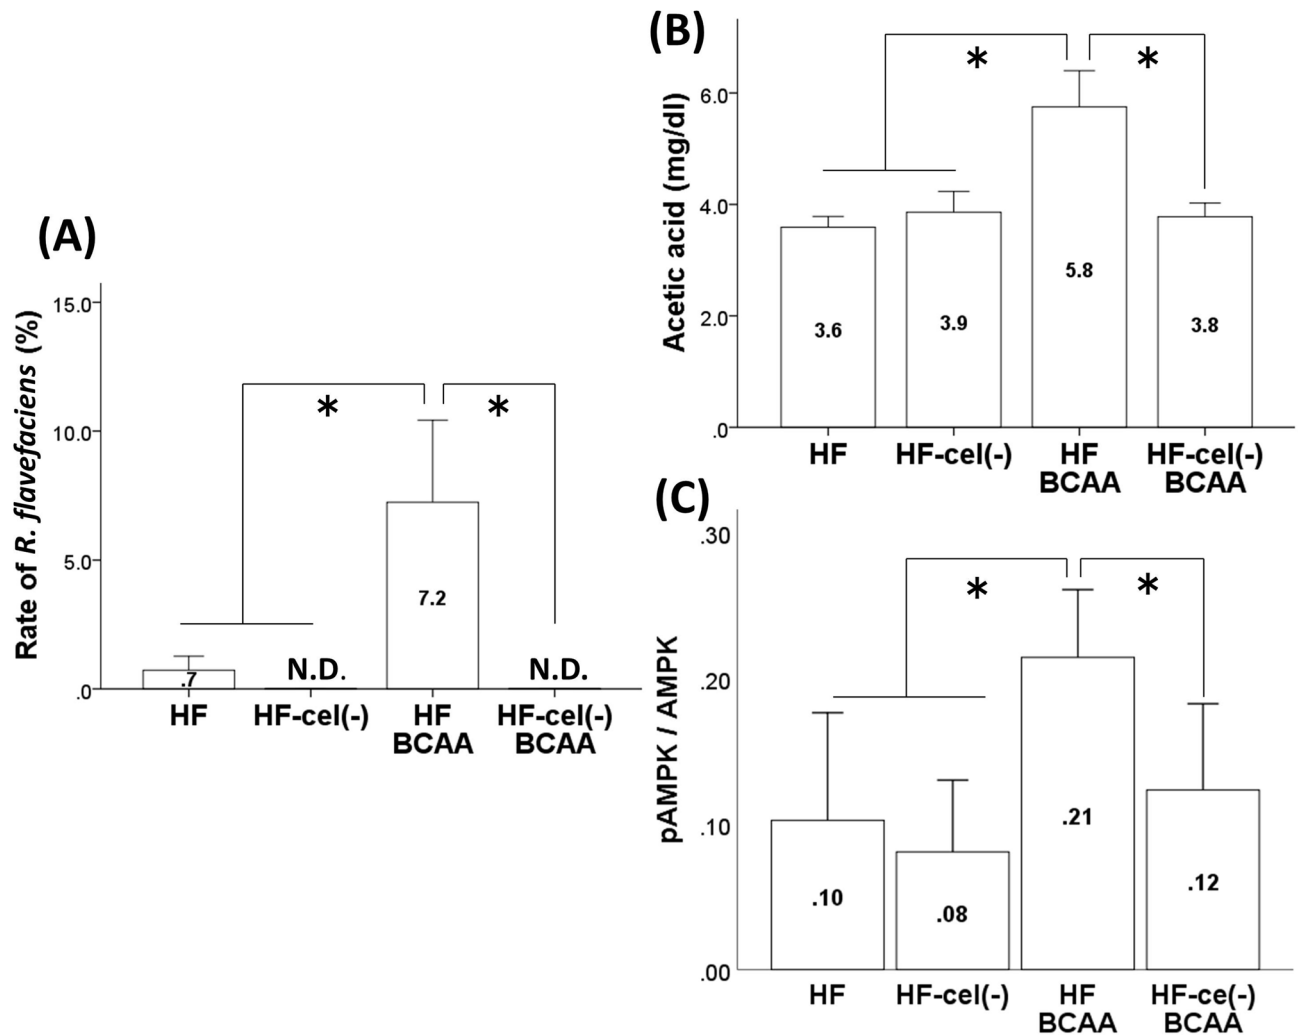 (A)
Rate of R. flavefaciens (%)
15.0
10.0
5.0
.0
*
*
.7
N.D.
7.2
N.D.
HF
HF-cel(-)
HF
BCAA
HF-cel(-)
BCAA
(B)
Acetic acid (mg/dl)
6.0
4.0
2.0
.0
*
*
3.6
3.9
5.8
3.8
HF
HF-cel(-)
HF
BCAA
HF-cel(-)
BCAA
(C)
pAMPK / AMPK
.30
.20
.10
.00
*
*
.10
.08
.21
.12
HF
HF-cel(-)
HF
BCAA
HF-ce(-)
BCAA